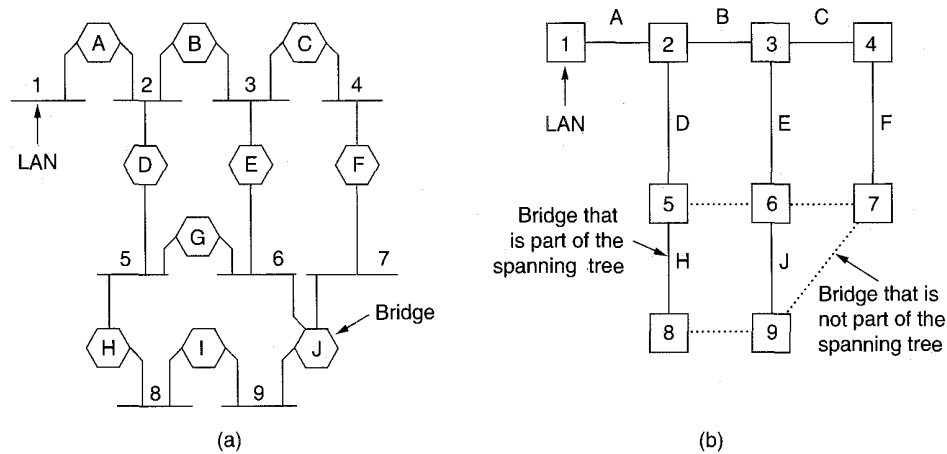 A B C
1 2 3 4
LAN
D E F
G
5 6 7
Bridge
H I J
8 9
(a)
A B C
1 2 3 4
LAN
D E F
5 6 7
Bridge that
is part of the
spanning tree
H J
Bridge that is
not part of the
spanning tree
8 9
(b)